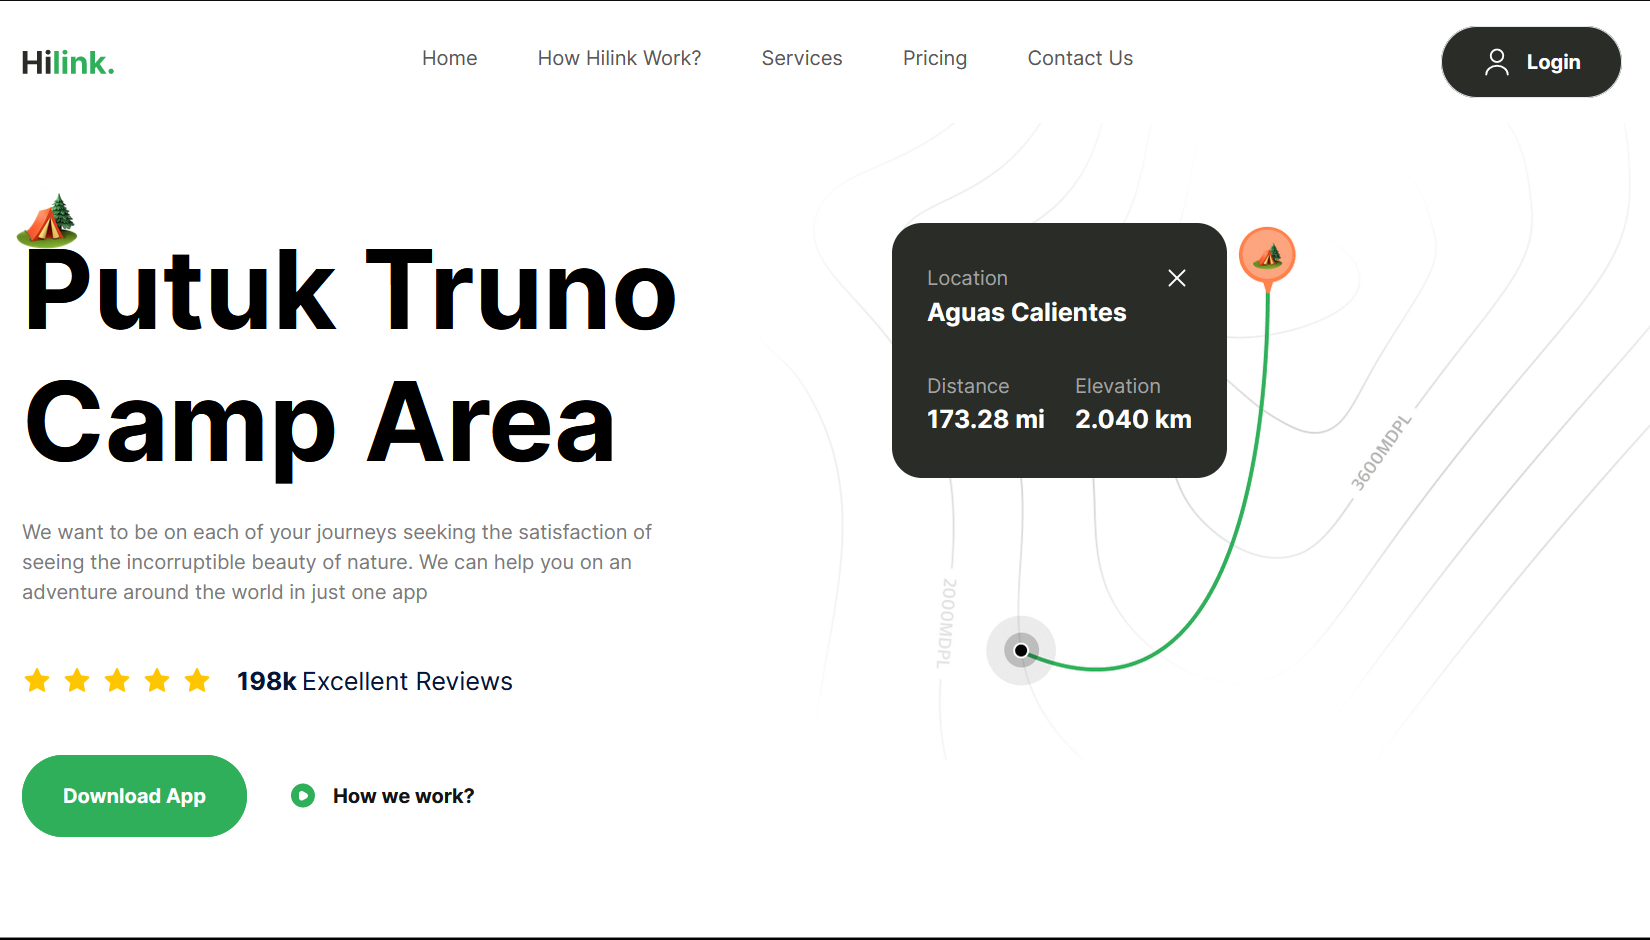 Hilink.
Home
How Hilink Work?
Services
Pricing
Contact Us
Login
Putuk Truno
Camp Area
We want to be on each of your journeys seeking the satisfaction of
seeing the incorruptible beauty of nature. We can help you on an
adventure around the world in just one app
198k Excellent Reviews
Download App
How we work?
Location
Aguas Calientes
Distance
173.28 mi
Elevation
2.040 km
3600MDPL
2000MDPL